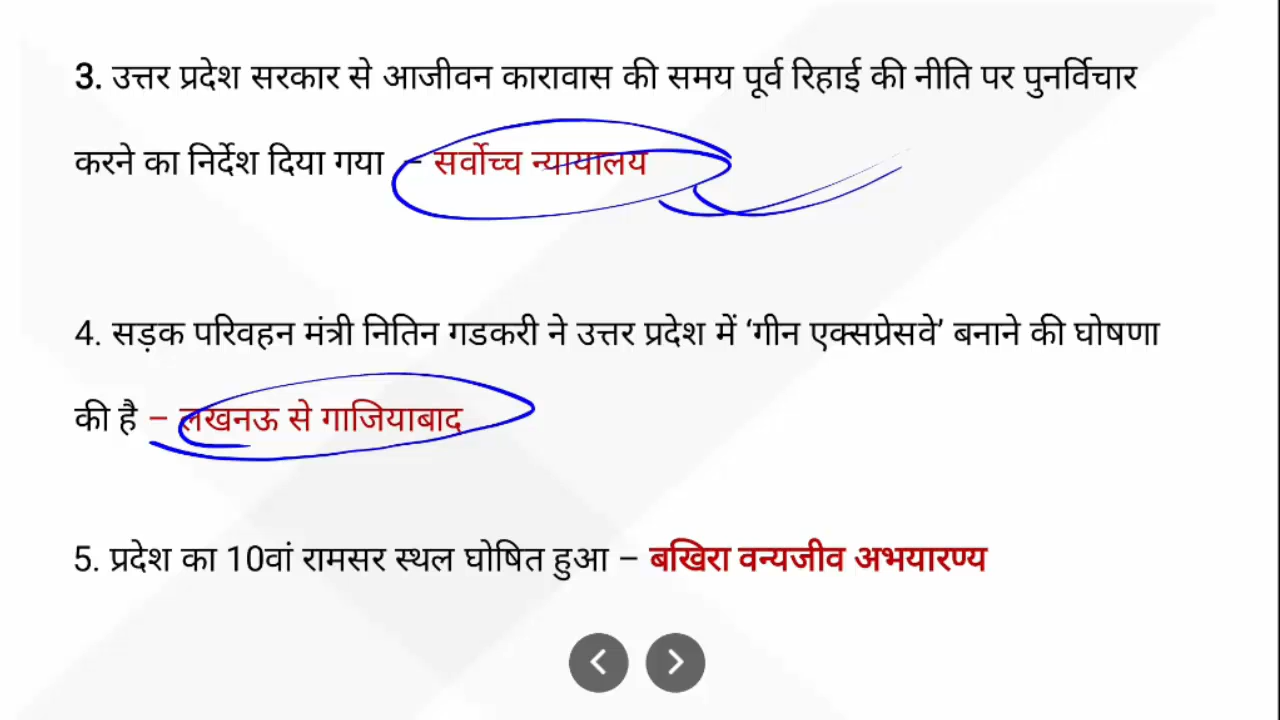 3. उत्तर प्रदेश सरकार से आजीवन कारावास की समय पूर्व रिहाई की नीति पर पुनर्विचार
करने का निर्देश दिया गया – सर्वोच्च न्यायालय
4. सड़क परिवहन मंत्री नितिन गडकरी ने उत्तर प्रदेश में ‘गीन एक्सप्रेसवे’ बनाने की घोषणा
की है – लखनऊ से गाजियाबाद
5. प्रदेश का 10वां रामसर स्थल घोषित हुआ – बखिरा वन्यजीव अभयारण्य